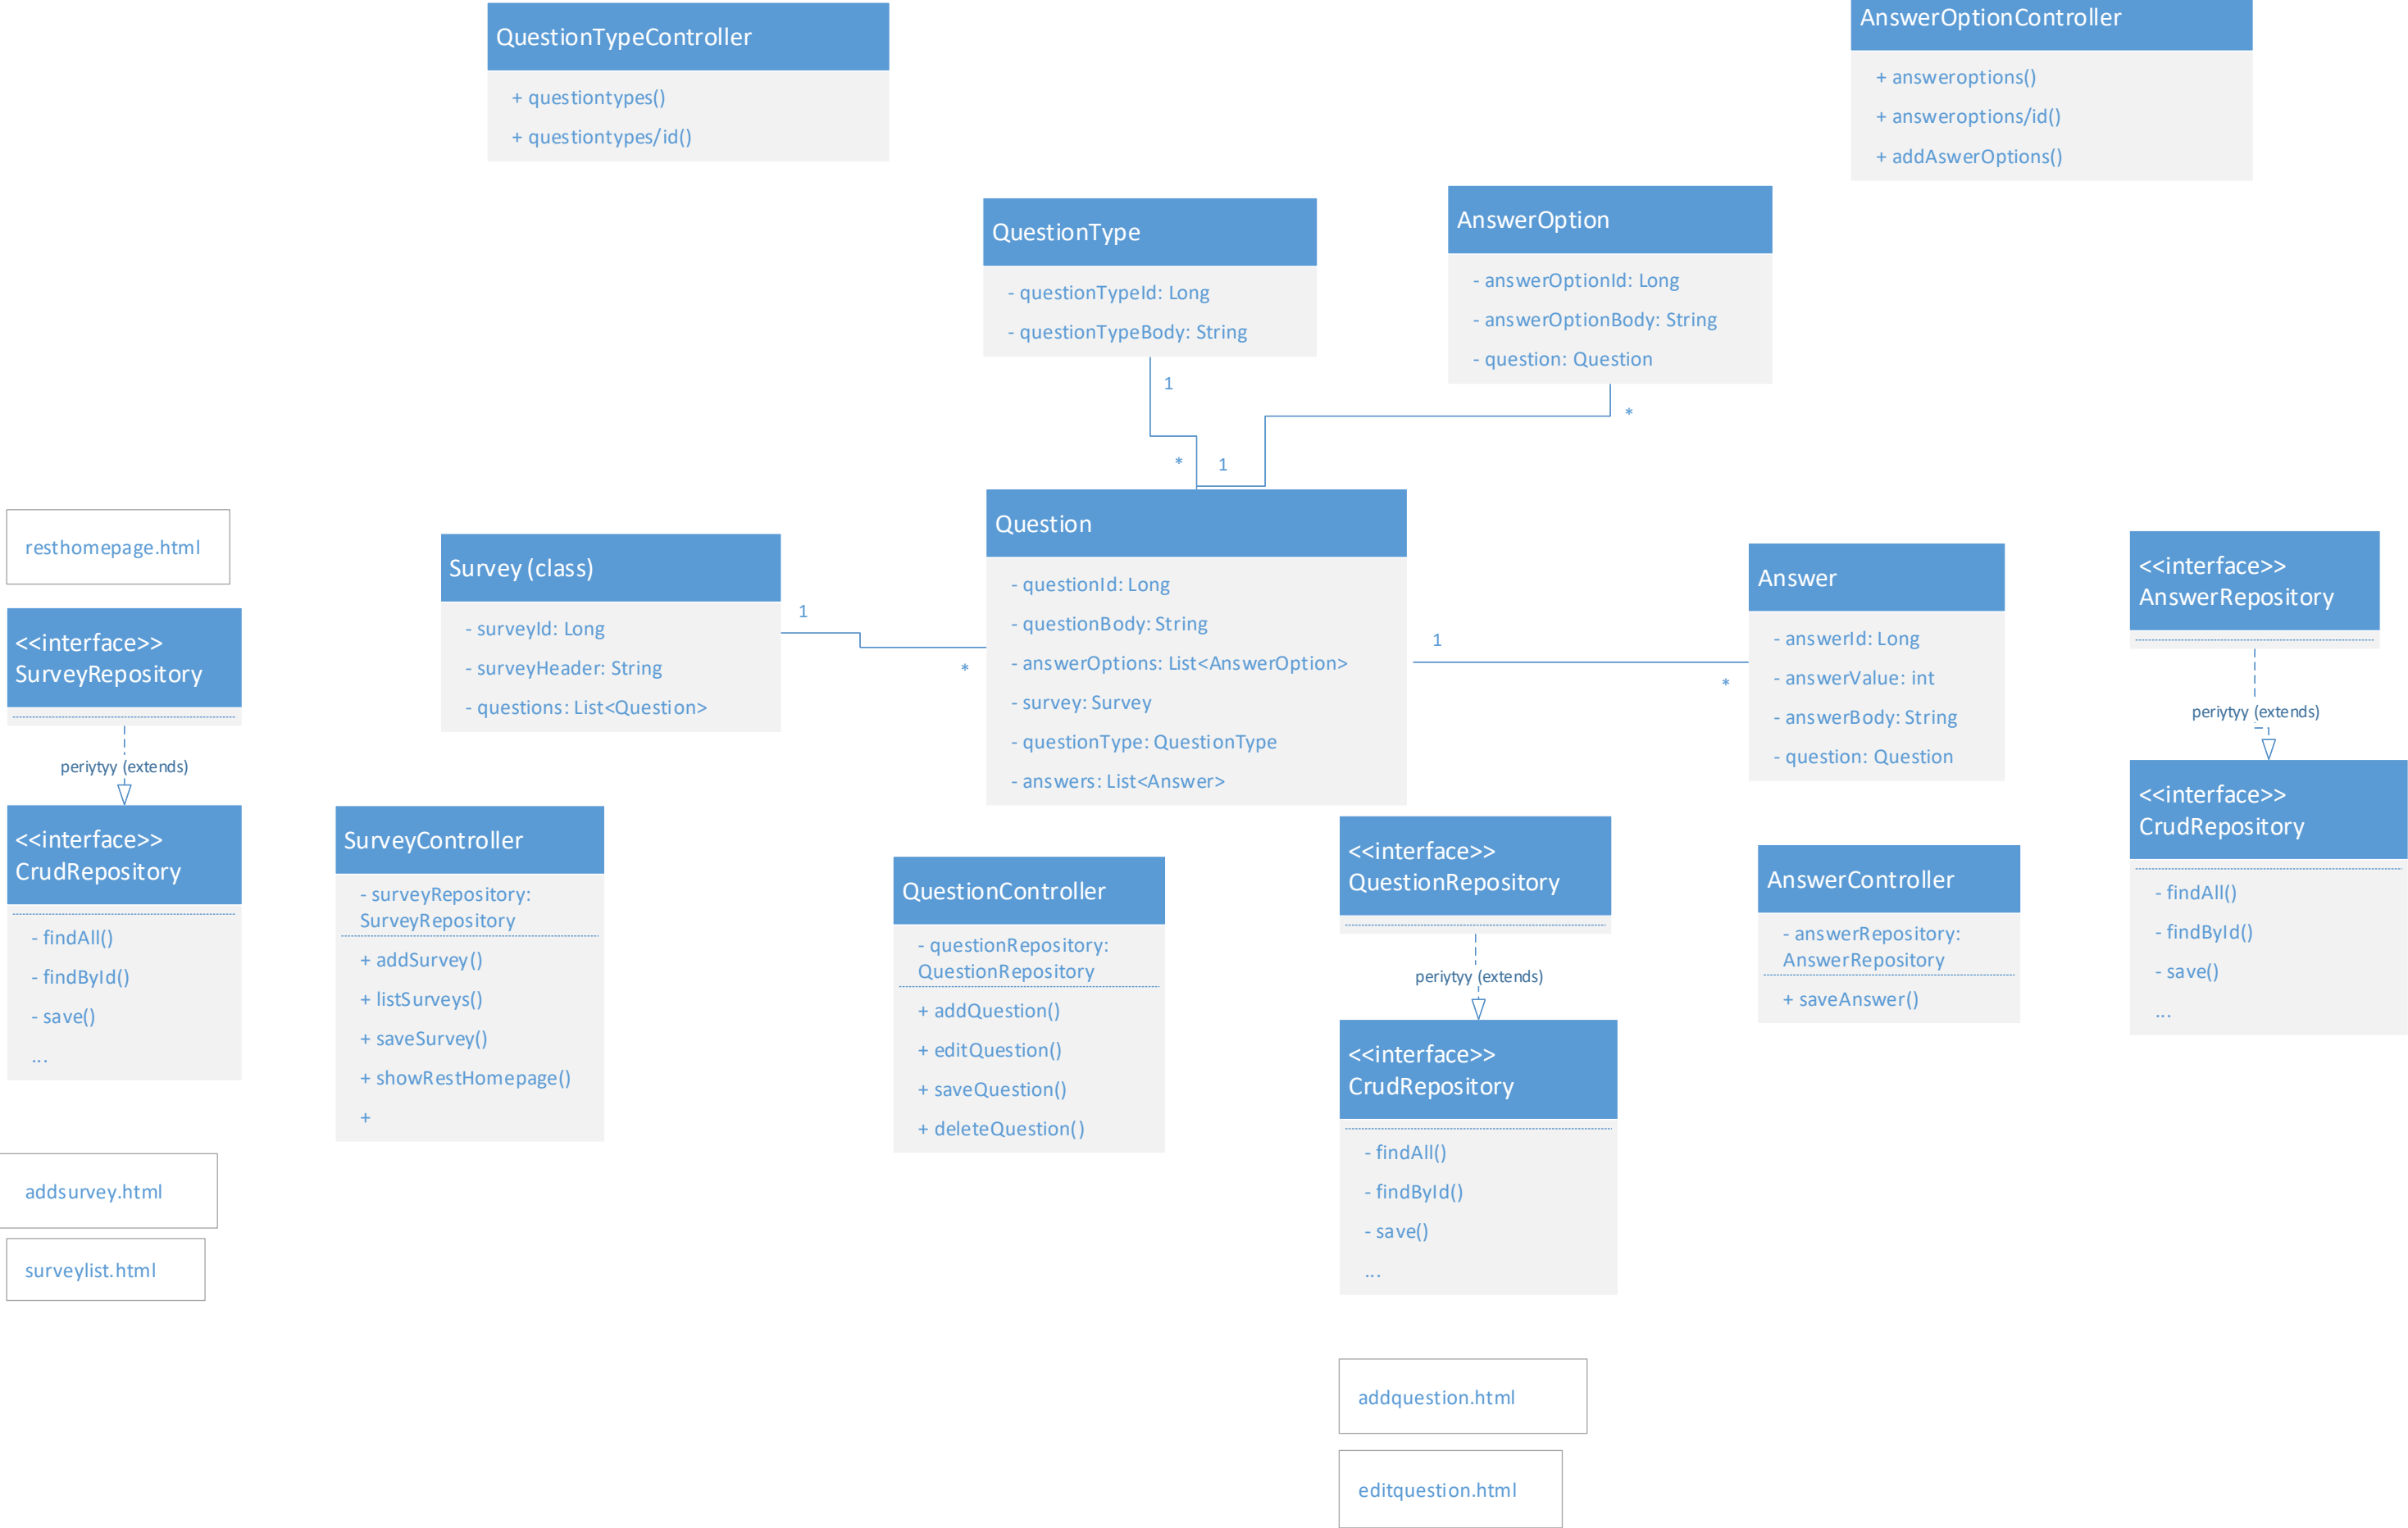 QuestionTypeController
+ questiontypes()
+ questiontypes/id()
AnswerOptionController
+ answeroptions()
+ answeroptions/id()
+ addAswerOptions()
QuestionType
- questionTypeId: Long
- questionTypeBody: String
AnswerOption
- answerOptionId: Long
- answerOptionBody: String
- question: Question
1
*
*
1
resthomepage.html
Survey (class)
- surveyId: Long
- surveyHeader: String
- questions: List<Question>
1
*
Question
- questionId: Long
- questionBody: String
- answerOptions: List<AnswerOption>
- survey: Survey
- questionType: QuestionType
- answers: List<Answer>
1
*
Answer
- answerId: Long
- answerValue: int
- answerBody: String
- question: Question
<<interface>>
AnswerRepository
periytyy (extends)
<<interface>>
CrudRepository
- findAll()
- findById()
- save()
...
<<interface>>
SurveyRepository
periytyy (extends)
<<interface>>
CrudRepository
- findAll()
- findById()
- save()
...
SurveyController
- surveyRepository:
SurveyRepository
+ addSurvey()
+ listSurveys()
+ saveSurvey()
+ showRestHomepage()
+
QuestionController
- questionRepository:
QuestionRepository
+ addQuestion()
+ editQuestion()
+ saveQuestion()
+ deleteQuestion()
<<interface>>
QuestionRepository
periytyy (extends)
<<interface>>
CrudRepository
- findAll()
- findById()
- save()
...
AnswerController
- answerRepository:
AnswerRepository
+ saveAnswer()
addsurvey.html
surveylist.html
addquestion.html
editquestion.html